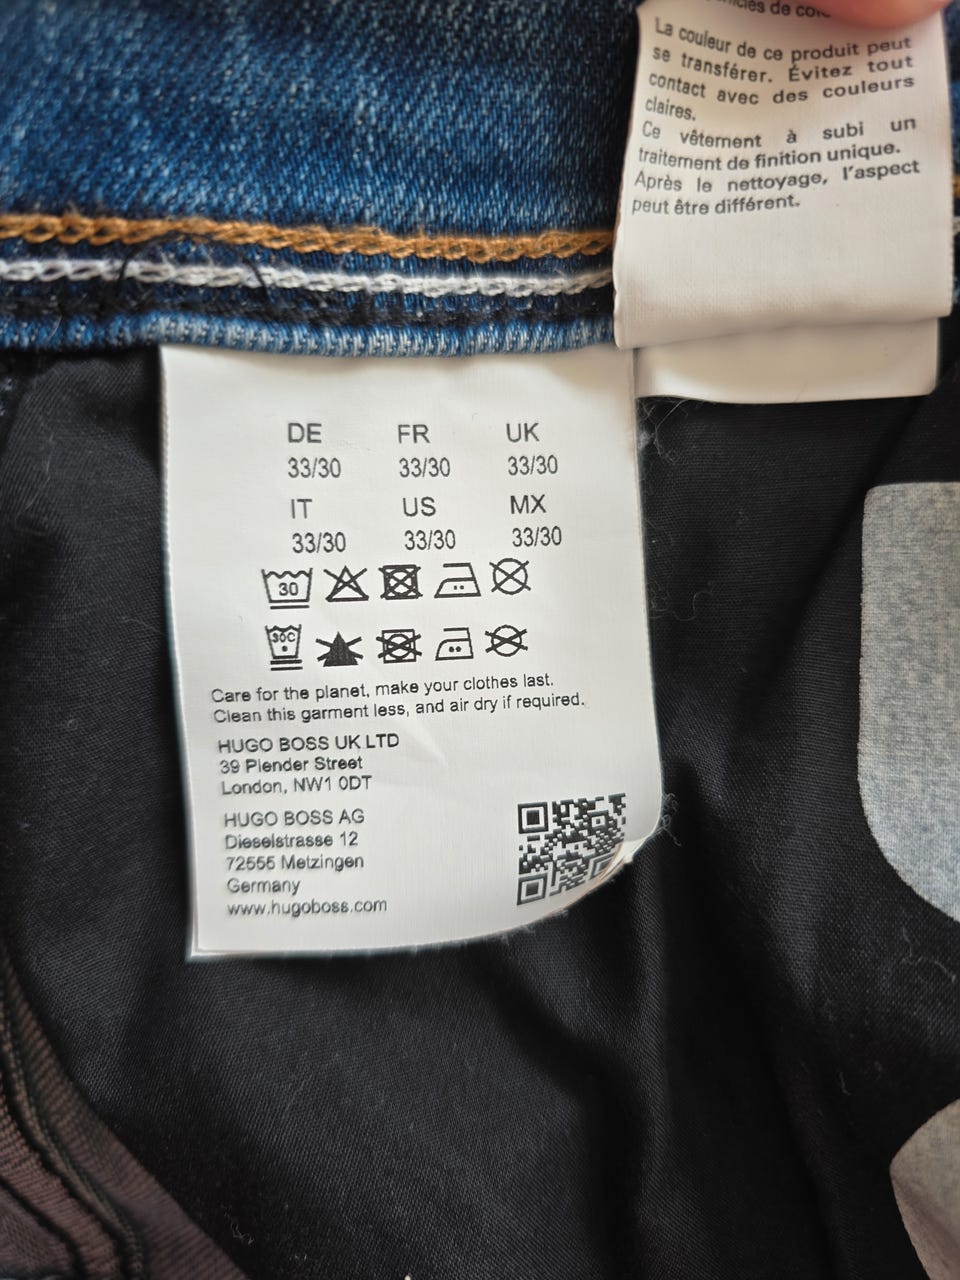 La couleur de ce produit peut
se transférer. Évitez tout
contact avec des couleurs
claires.
Ce vêtement à subi un
traitement de finition unique.
Après le nettoyage, l'aspect
peut être différent.
DE FR UK
33/30 33/30 33/30
IT US MX
33/30 33/30 33/30
30
30C
Care for the planet, make your clothes last.
Clean this garment less, and air dry if required.
HUGO BOSS UK LTD
39 Plender Street
London, NW1 0DT
HUGO BOSS AG
Dieselstrasse 12
72555 Metzingen
Germany
www.hugoboss.com